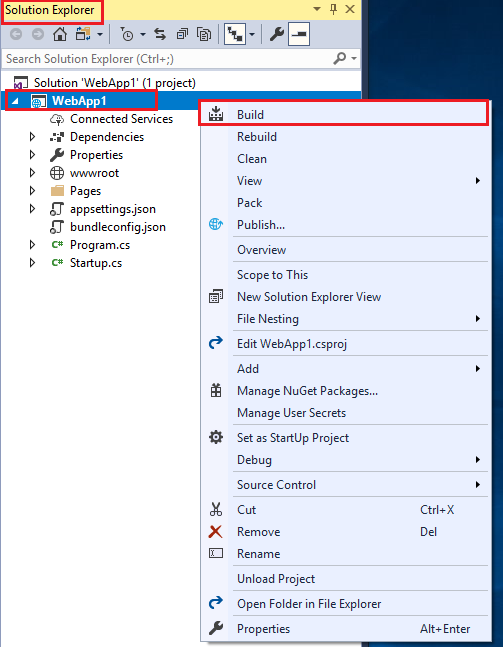 Solution Explorer
Search Solution Explorer (Ctrl+;)
Solution 'WebApp1' (1 project)
WebApp1
Connected Services
Dependencies
Properties
wwwroot
Pages
appsettings.json
bundleconfig.json
C# Program.cs
C# Startup.cs
Build
Rebuild
Clean
View
Pack
Publish...
Overview
Scope to This
New Solution Explorer View
File Nesting
Edit WebApp1.csproj
Add
Manage NuGet Packages...
Manage User Secrets
Set as StartUp Project
Debug
Source Control
Cut Ctrl+X
Remove Del
Rename
Unload Project
Open Folder in File Explorer
Properties Alt+Enter